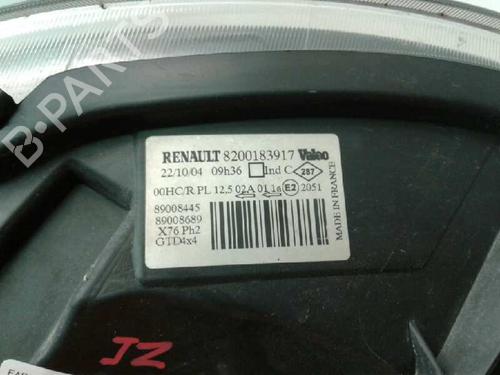 B-PARTS
RENAULT 8200183917 Valeo
22/10/04 09h36 Ind C 287
00HC/R PL 12.5 02A 01 1a E2 2051
89008445
89008689
X76 Ph2
GTD4x4
MADE IN FRANCE
JZ